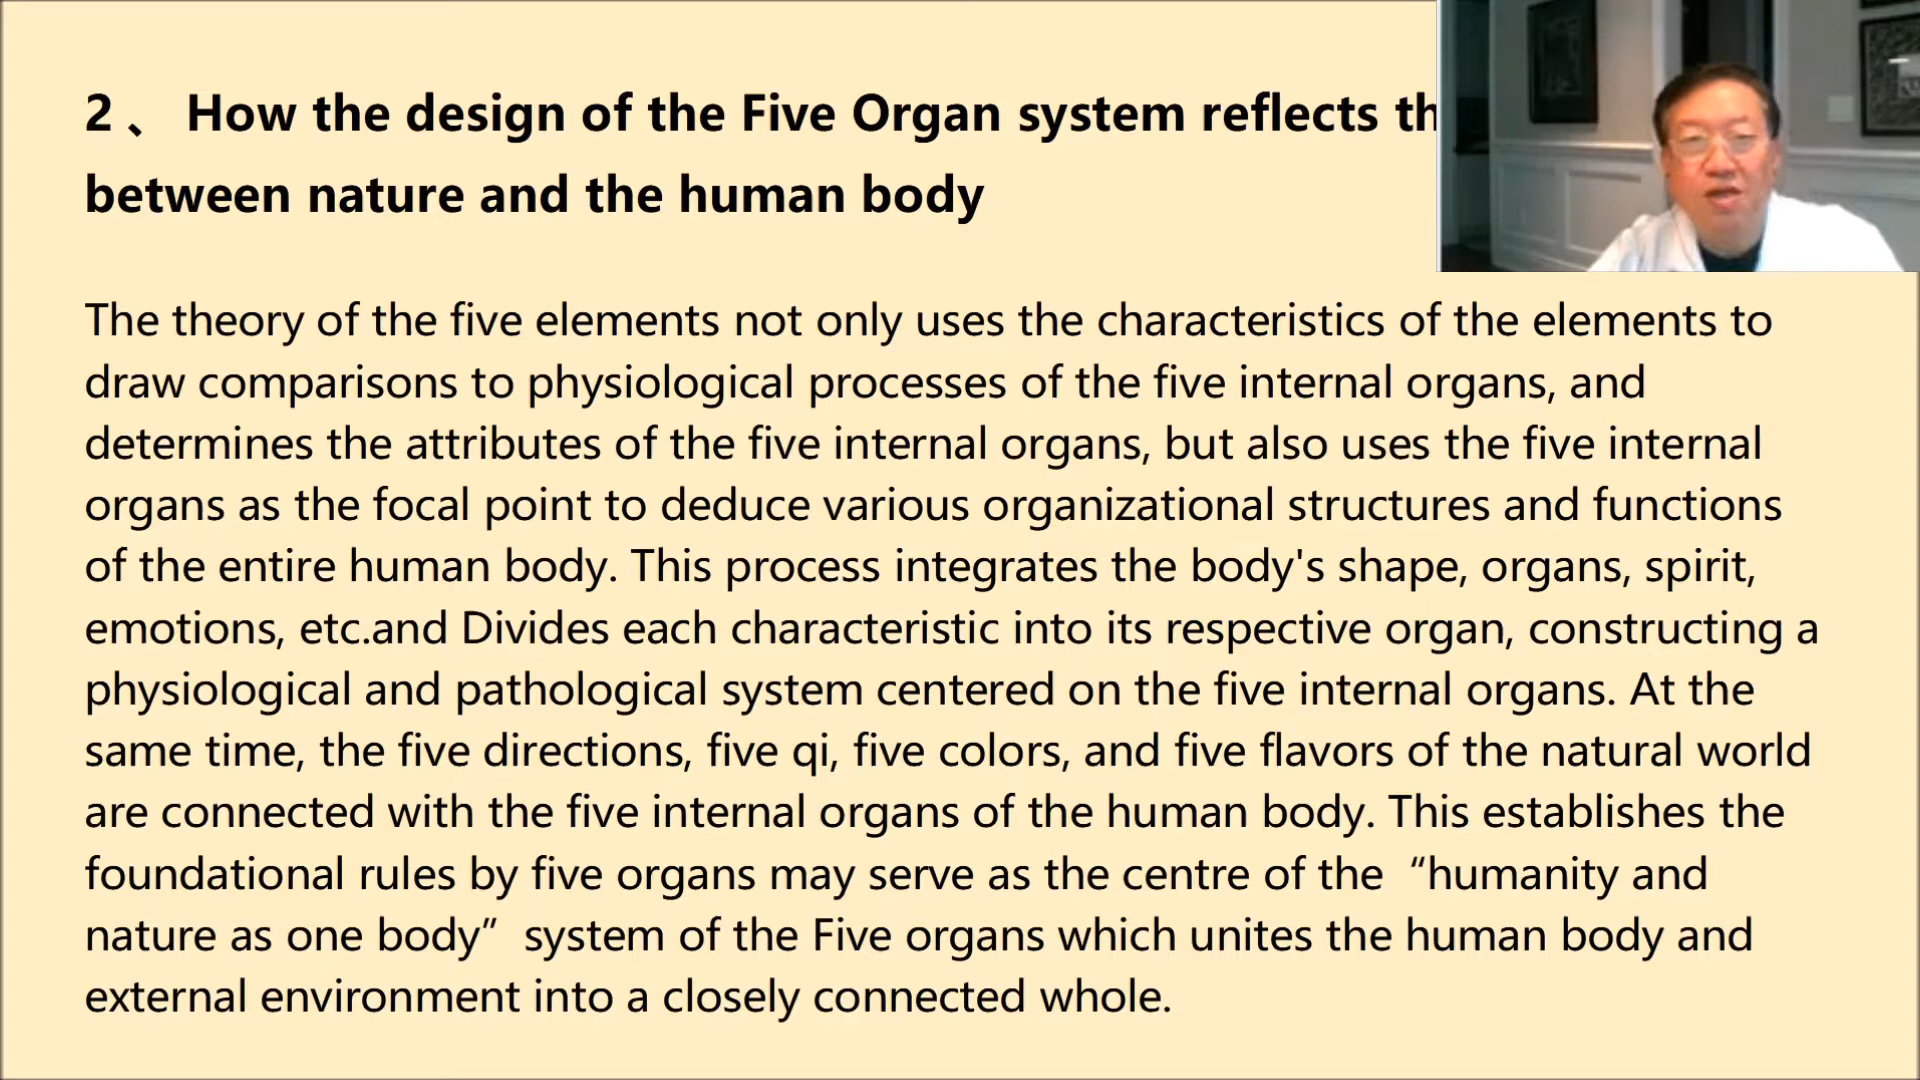 2、 How the design of the Five Organ system reflects
between nature and the human body
The theory of the five elements not only uses the characteristics of the elements to
draw comparisons to physiological processes of the five internal organs, and
determines the attributes of the five internal organs, but also uses the five internal
organs as the focal point to deduce various organizational structures and functions
of the entire human body. This process integrates the body's shape, organs, spirit,
emotions, etc.and Divides each characteristic into its respective organ, constructing a
physiological and pathological system centered on the five internal organs. At the
same time, the five directions, five qi, five colors, and five flavors of the natural world
are connected with the five internal organs of the human body. This establishes the
foundational rules by five organs may serve as the centre of the “humanity and
nature as one body” system of the Five organs which unites the human body and
external environment into a closely connected whole.